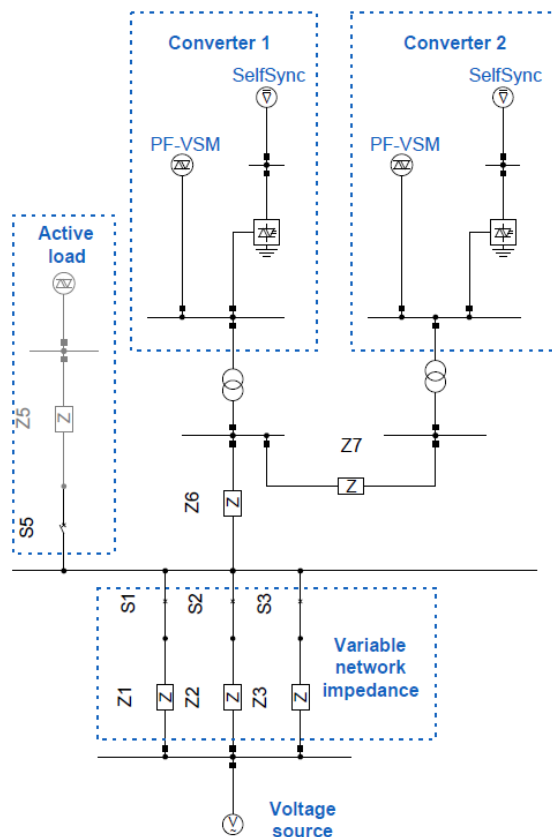 Converter 1
Converter 2
SelfSync
SelfSync
PF-VSM
PF-VSM
Active
load
Z
Z5
S5
Z7
Z
Z6
Z
S1
S2
S3
Variable
network
impedance
Z1
Z
Z2
Z
Z3
Z
V
~
Voltage
source